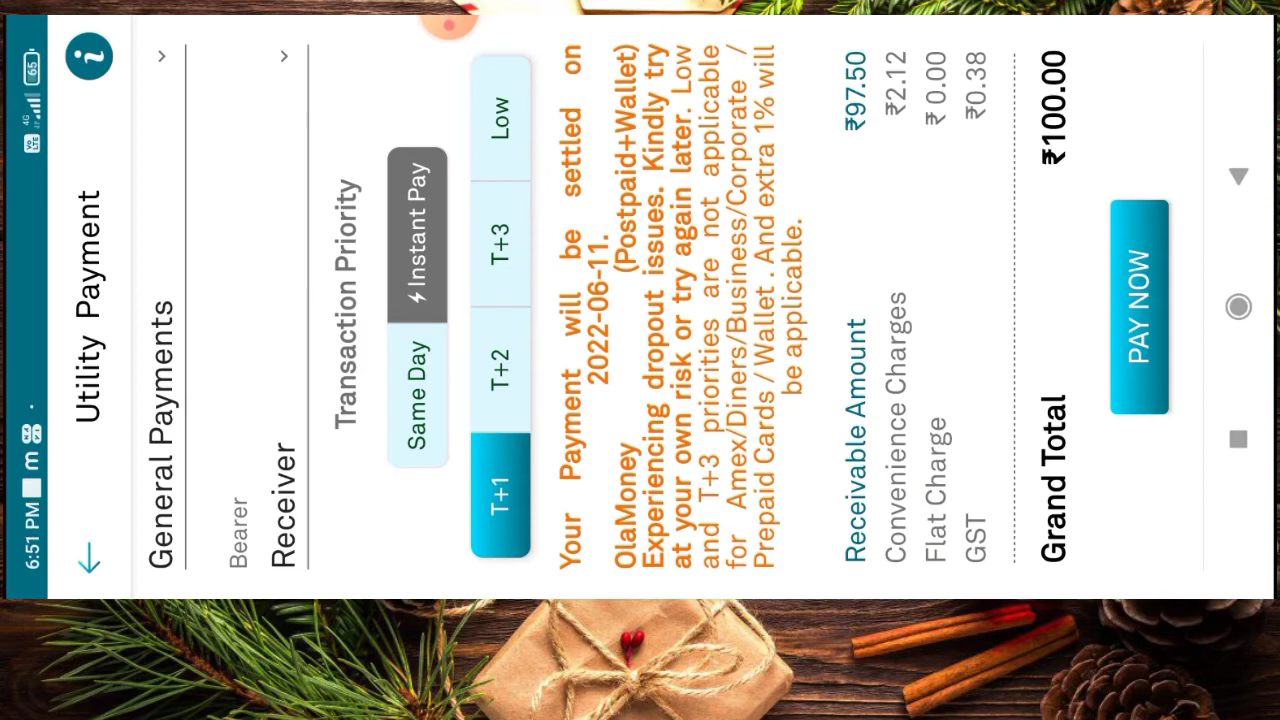 6:51 PM m
Vo LTE 4G 65
← Utility Payment i
General Payments
Bearer
Receiver
Transaction Priority
Same Day Instant Pay
T+1 T+2 T+3 Low
Your Payment will be settled on
2022-06-11.
OlaMoney (Postpaid+Wallet)
Experiencing dropout issues. Kindly try
at your own risk or try again later. Low
and T+3 priorities are not applicable
for Amex/Diners/Business/Corporate /
Prepaid Cards / Wallet . And extra 1% will
be applicable.
Receivable Amount ₹97.50
Convenience Charges ₹2.12
Flat Charge ₹ 0.00
GST ₹0.38
Grand Total ₹100.00
PAY NOW